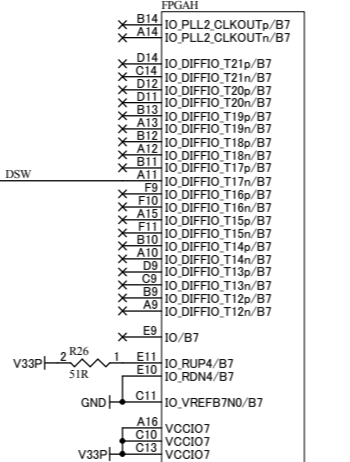 FPGAH
B14 IO_PLL2_CLKOUTp/B7
A14 IO_PLL2_CLKOUTn/B7
D14 IO_DIFFIO_T21p/B7
C14 IO_DIFFIO_T21n/B7
D12 IO_DIFFIO_T20p/B7
D11 IO_DIFFIO_T20n/B7
B13 IO_DIFFIO_T19p/B7
A13 IO_DIFFIO_T19n/B7
B12 IO_DIFFIO_T18p/B7
A12 IO_DIFFIO_T18n/B7
B11 IO_DIFFIO_T17p/B7
DSW A11 IO_DIFFIO_T17n/B7
F9 IO_DIFFIO_T16p/B7
F10 IO_DIFFIO_T16n/B7
A15 IO_DIFFIO_T15p/B7
F11 IO_DIFFIO_T15n/B7
B10 IO_DIFFIO_T14p/B7
A10 IO_DIFFIO_T14n/B7
D9 IO_DIFFIO_T13p/B7
C9 IO_DIFFIO_T13n/B7
B9 IO_DIFFIO_T12p/B7
A9 IO_DIFFIO_T12n/B7
E9 IO/B7
V33P 2 R26 1 E11 IO_RUP4/B7
51R E10 IO_RDN4/B7
GND C11 IO_VREFB7N0/B7
A16 VCCIO7
C10 VCCIO7
V33P C13 VCCIO7